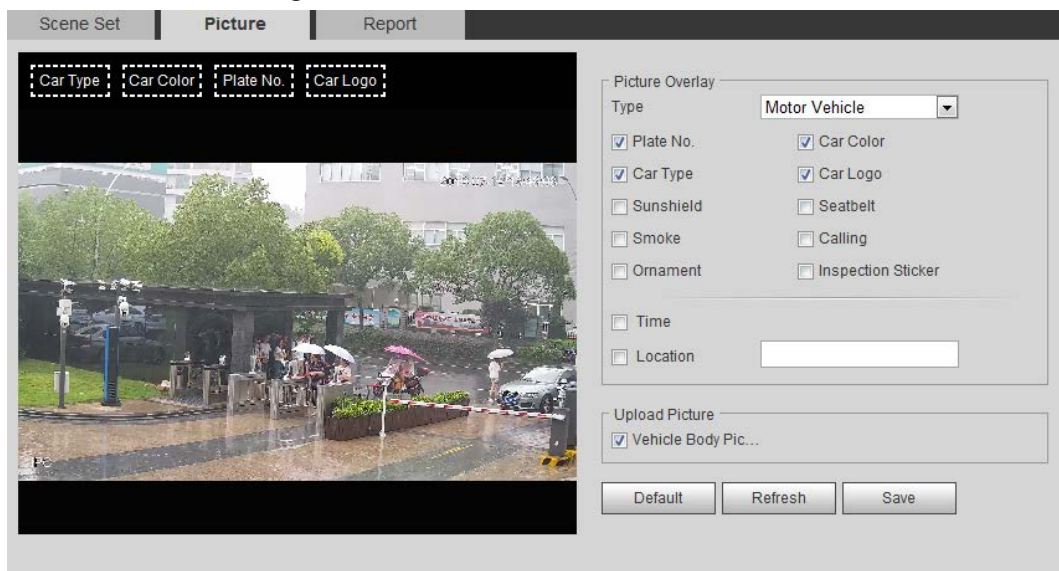 Scene Set Picture Report
Car Type Car Color Plate No. Car Logo
Picture Overlay
Type Motor Vehicle
Plate No. Car Color
Car Type Car Logo
Sunshield Seatbelt
Smoke Calling
Ornament Inspection Sticker
Time
Location
Upload Picture
Vehicle Body Pic...
Default Refresh Save